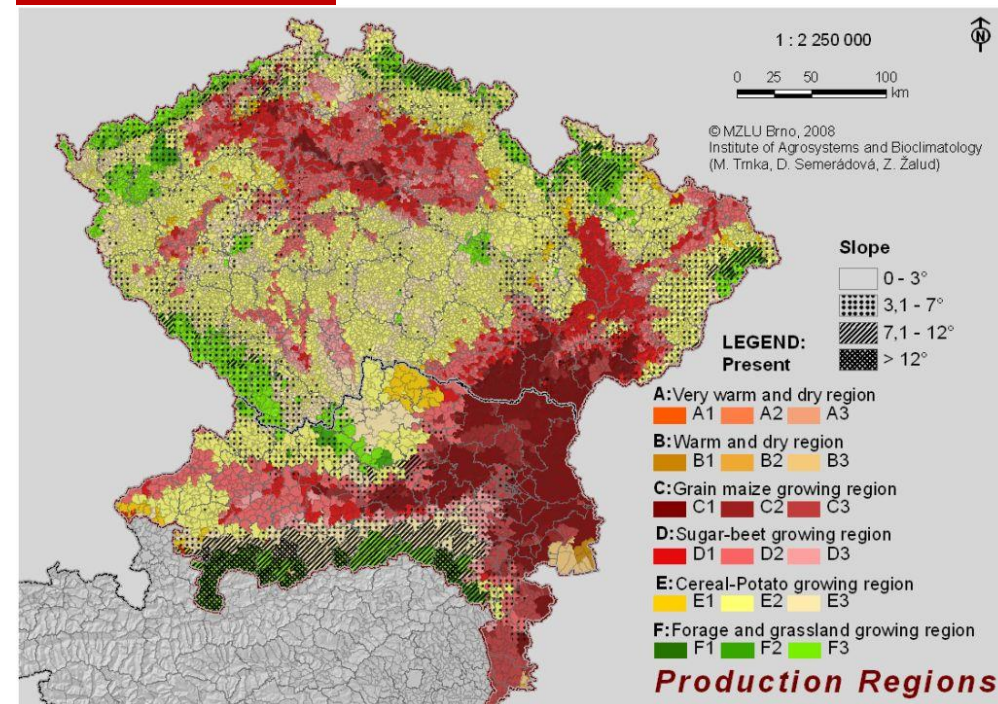 1 : 2 250 000
N
0 25 50 100
km
© MZLU Brno, 2008
Institute of Agrosystems and Bioclimatology
(M. Trnka, D. Semerádová, Z. Žalud)
Slope
0 - 3°
3,1 - 7°
7,1 - 12°
> 12°
LEGEND:
Present
A:Very warm and dry region
A1 A2 A3
B:Warm and dry region
B1 B2 B3
C:Grain maize growing region
C1 C2 C3
D:Sugar-beet growing region
D1 D2 D3
E:Cereal-Potato growing region
E1 E2 E3
F:Forage and grassland growing region
F1 F2 F3
Production Regions